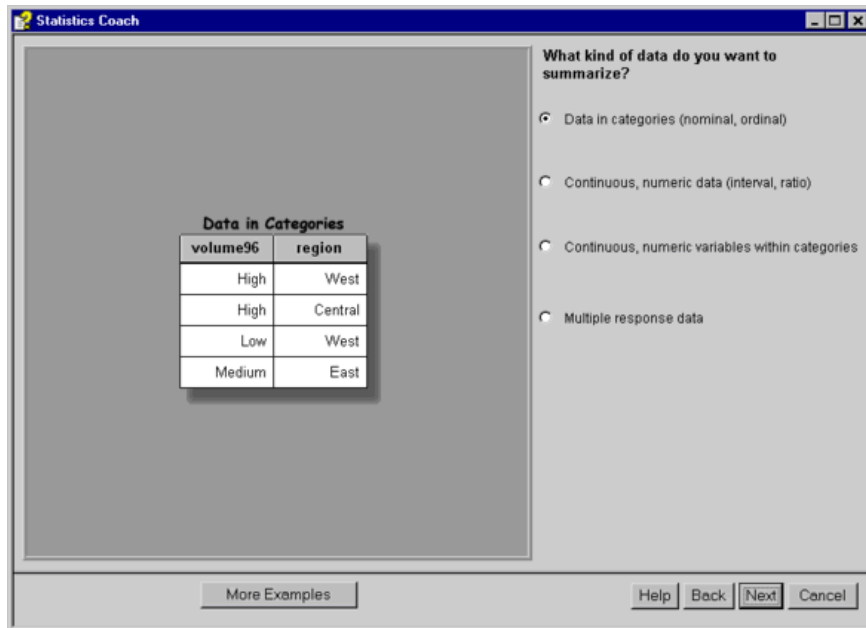 Statistics Coach
What kind of data do you want to
summarize?
Data in categories (nominal, ordinal)
Continuous, numeric data (interval, ratio)
Continuous, numeric variables within categories
Multiple response data
Data in Categories
volume96 region
High West
High Central
Low West
Medium East
More Examples
Help Back Next Cancel